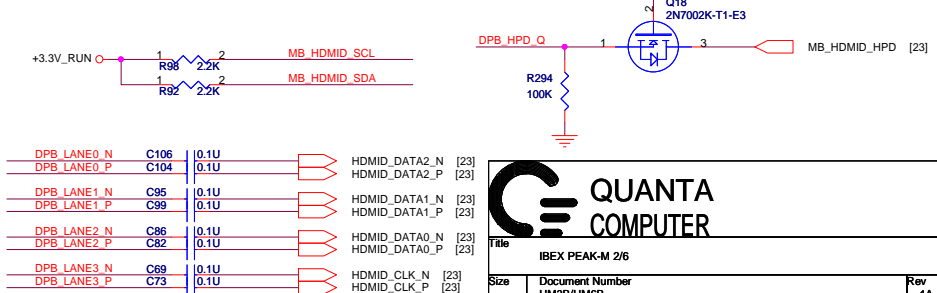 Q18
2N7002K-T1-E3
2
+3.3V_RUN
1 2 MB_HDMID_SCL
R98 2.2K
1 2 MB_HDMID_SDA
R92 2.2K
DPB_HPD_Q 1 3 MB_HDMID_HPD [23]
R294
100K
DPB_LANE0_N C106 0.1U HDMID_DATA2_N [23]
DPB_LANE0_P C104 0.1U HDMID_DATA2_P [23]
DPB_LANE1_N C95 0.1U HDMID_DATA1_N [23]
DPB_LANE1_P C99 0.1U HDMID_DATA1_P [23]
DPB_LANE2_N C86 0.1U HDMID_DATA0_N [23]
DPB_LANE2_P C82 0.1U HDMID_DATA0_P [23]
DPB_LANE3_N C69 0.1U HDMID_CLK_N [23]
DPB_LANE3_P C73 0.1U HDMID_CLK_P [23]
QUANTA
COMPUTER
Title
IBEX PEAK-M 2/6
Size Document Number Rev